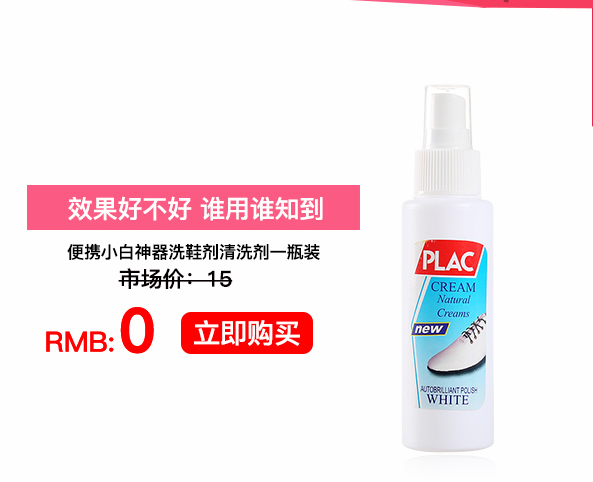 效果好不好 谁用谁知到
便携小白神器洗鞋剂清洗剂一瓶装
市场价：15
RMB:0
立即购买
PLAC
CREAM
Natural
Creams
new
AUTOBRILLIANT POLISH
WHITE